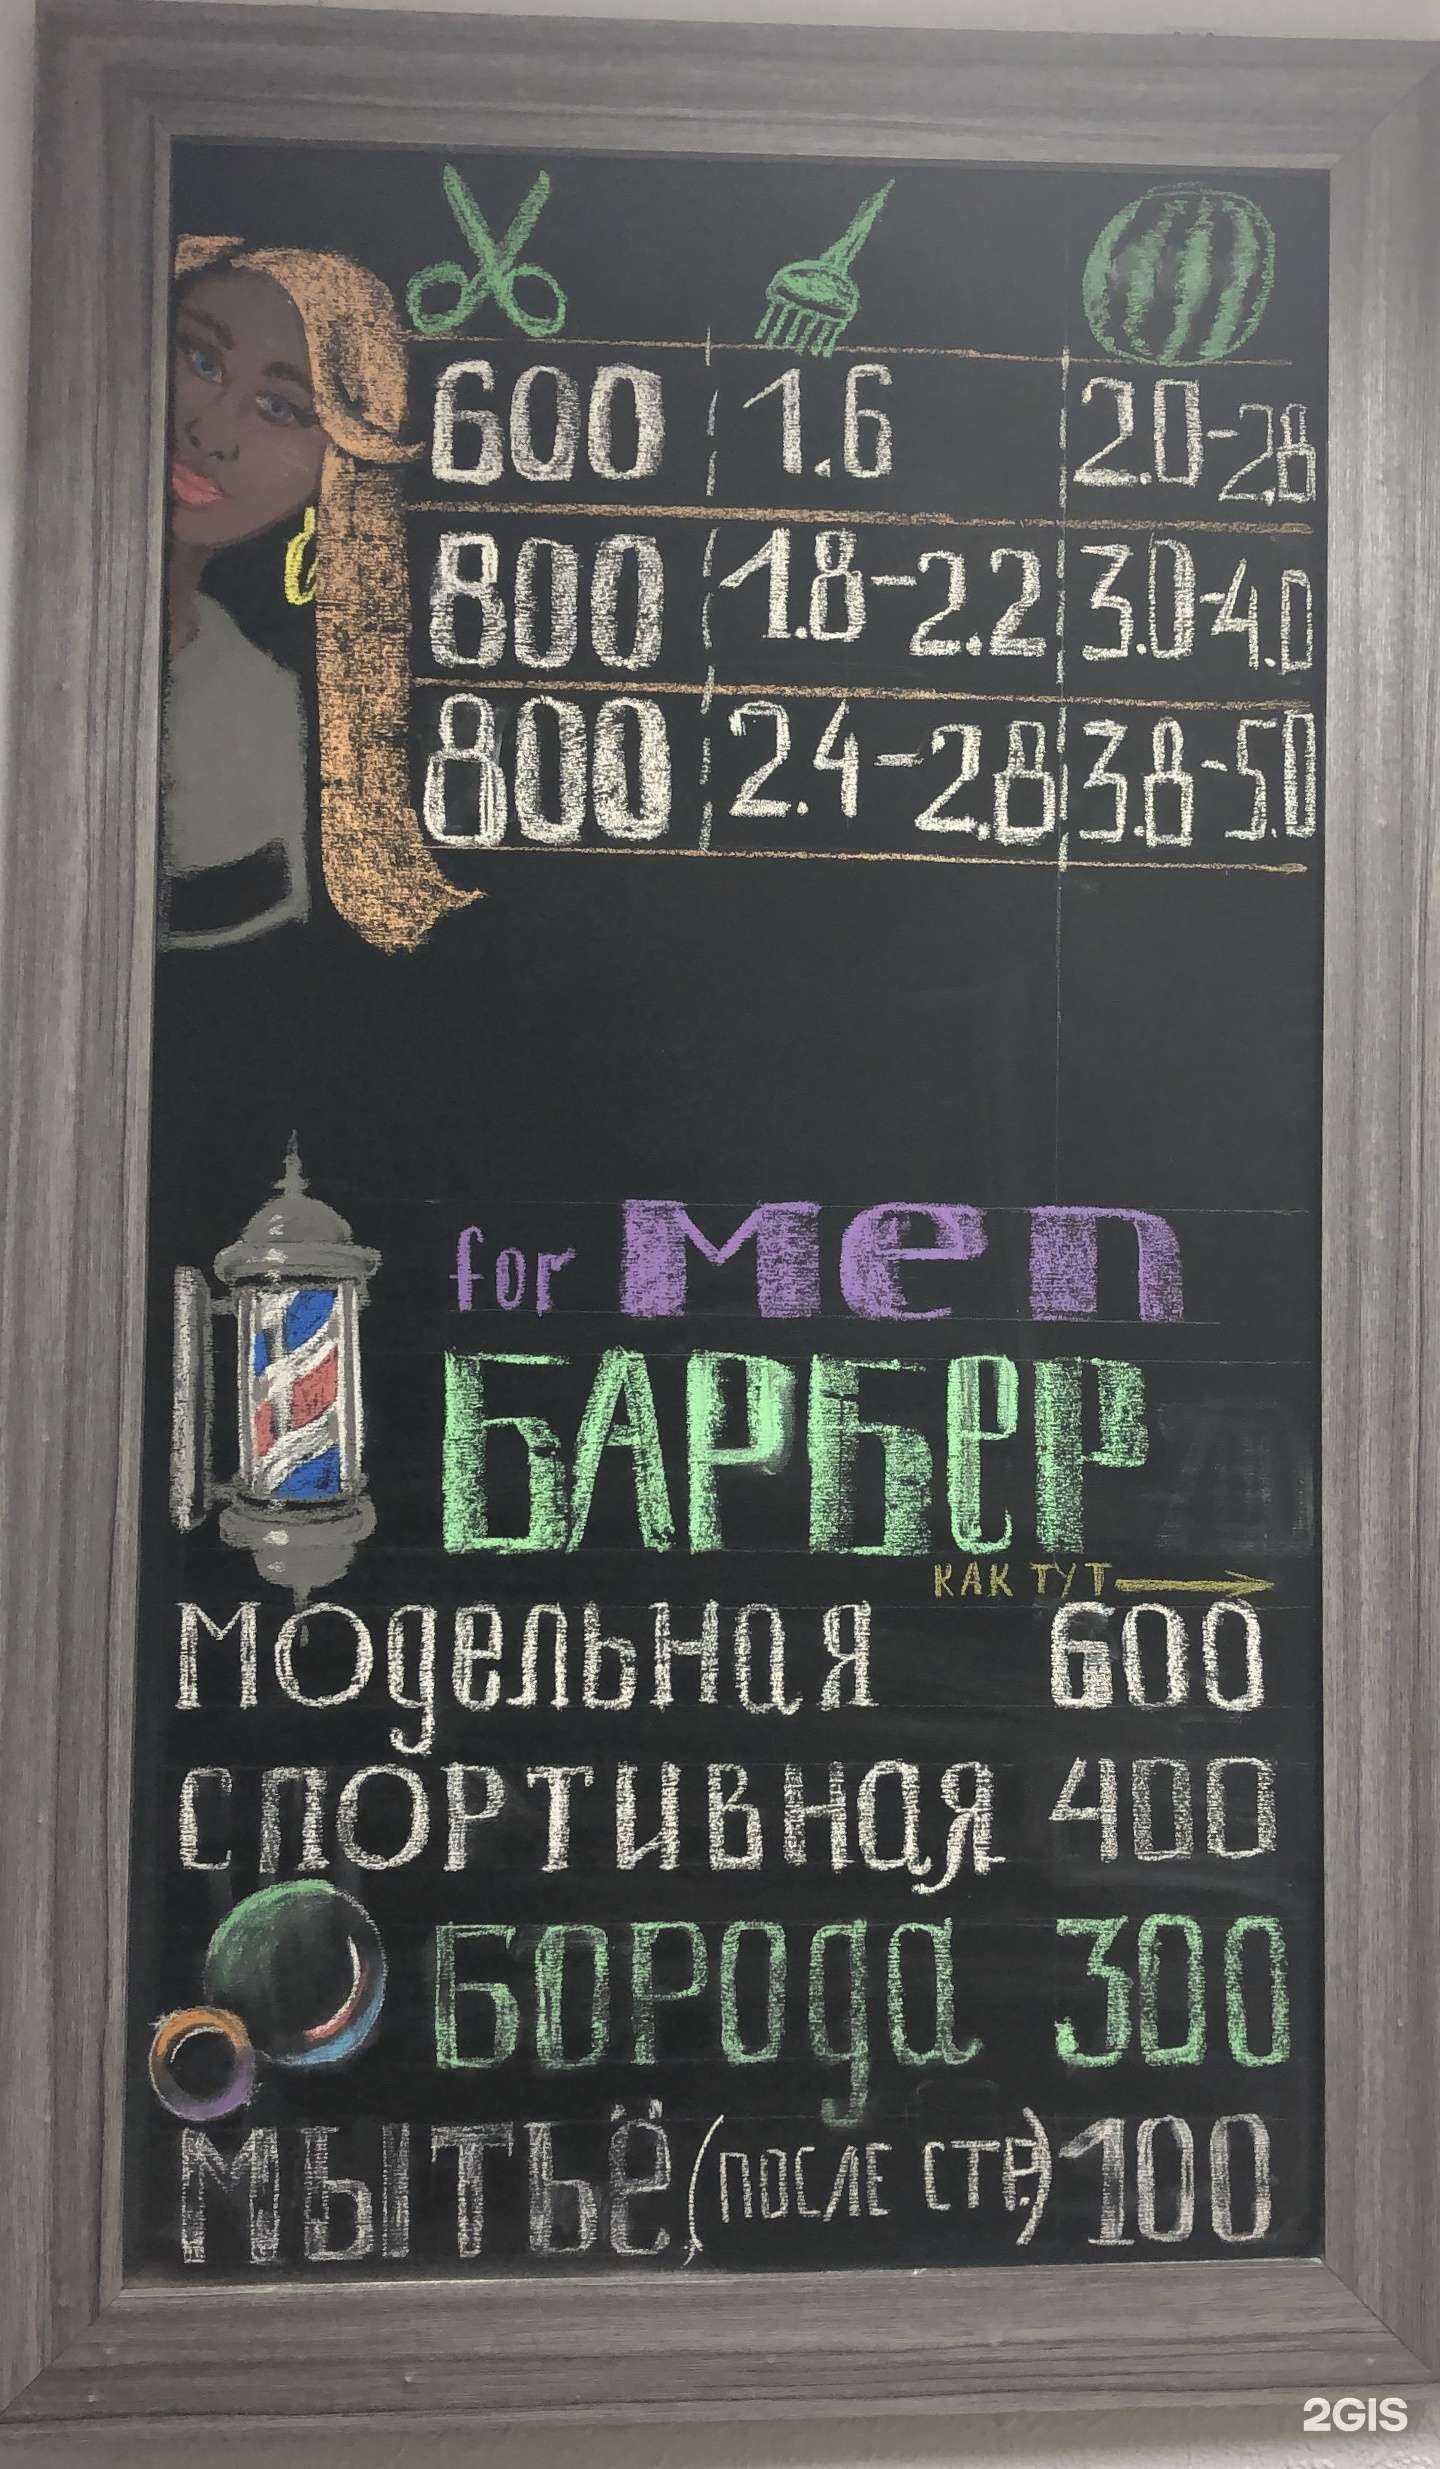 600 1.6 2.0-2.8
800 1.8-2.2 3.0-4.0
800 2.4-2.8 3.8-5.0
for men
БАРБеР
КАК ТУТ
Модельная 600
СПОРТИВНАЯ 400
БОРОДА 300
МЫТЬЁ (ПОСЛЕ СТР.) 100
2GIS